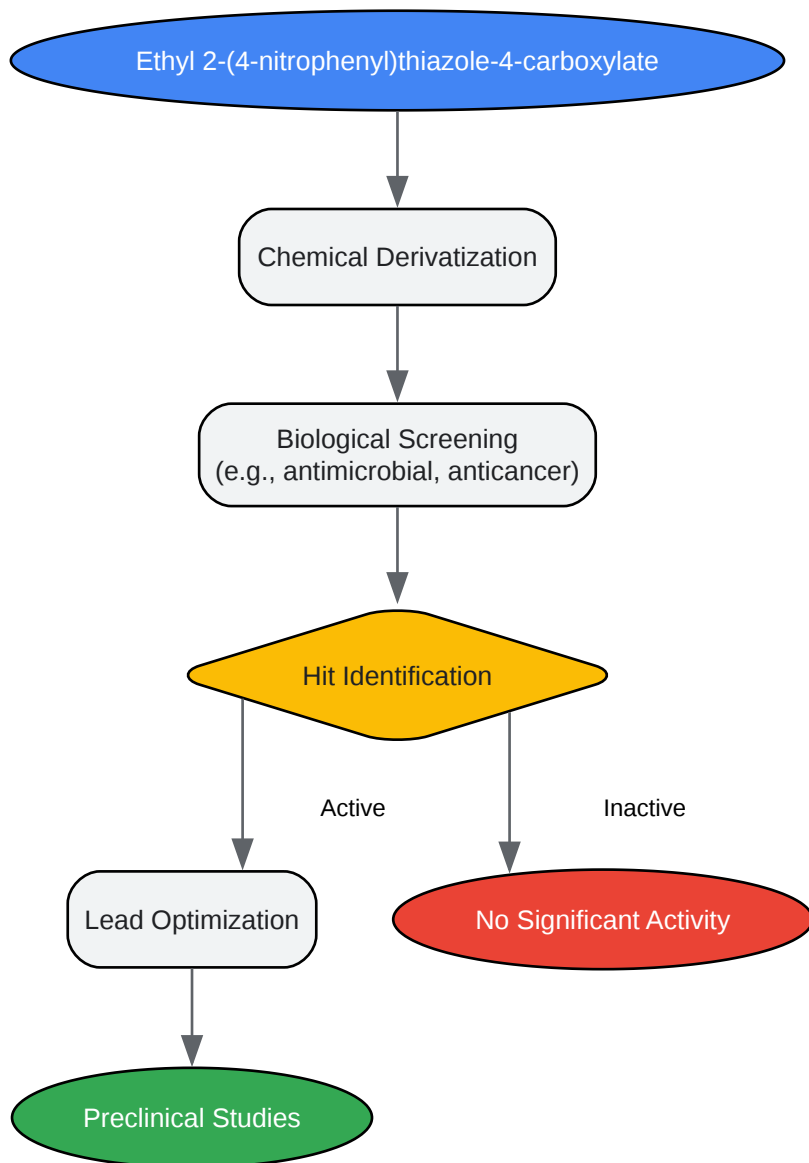 Ethyl 2-(4-nitrophenyl)thiazole-4-carboxylate
Chemical Derivatization
Biological Screening
(e.g., antimicrobial, anticancer)
Hit Identification
Active
Inactive
Lead Optimization
No Significant Activity
Preclinical Studies